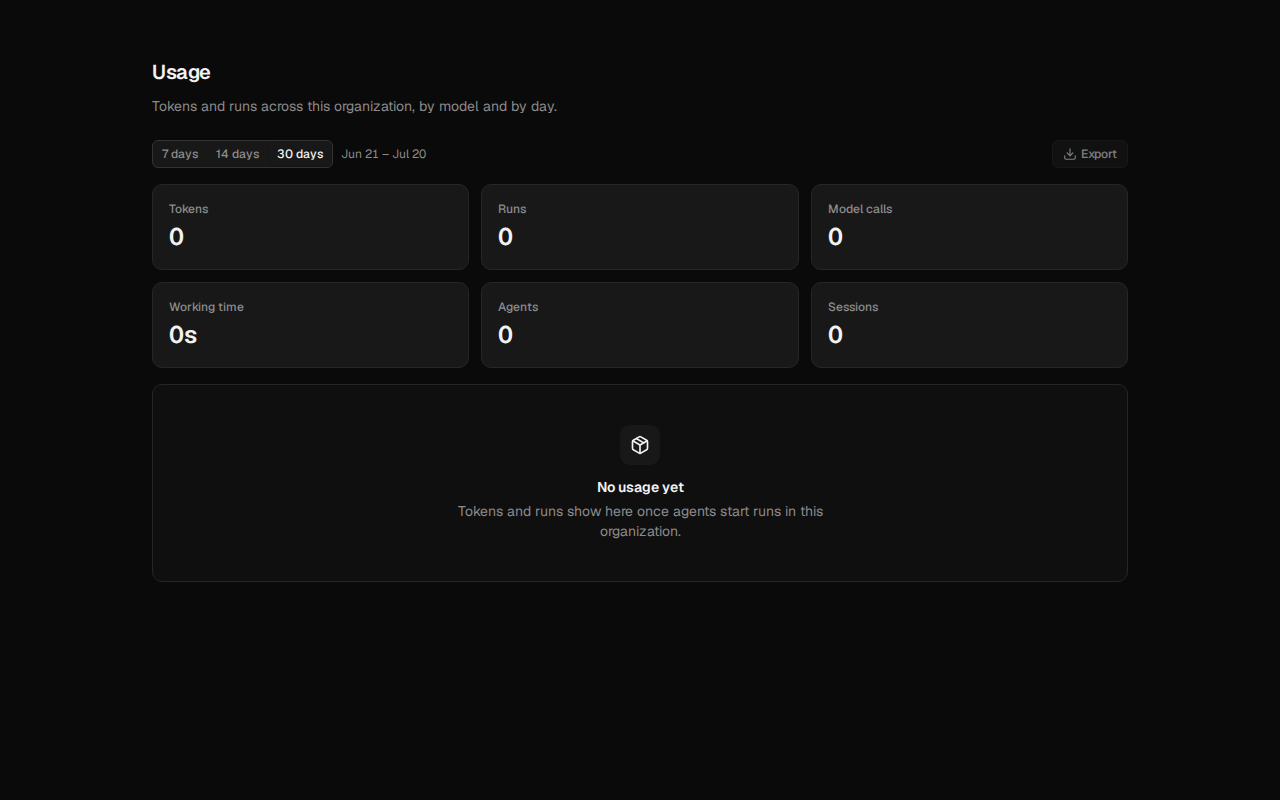 Usage
Tokens and runs across this organization, by model and by day.
7 days 14 days 30 days Jun 21 – Jul 20 Export
Tokens Runs Model calls
0 0 0
Working time Agents Sessions
0s 0 0
No usage yet
Tokens and runs show here once agents start runs in this
organization.